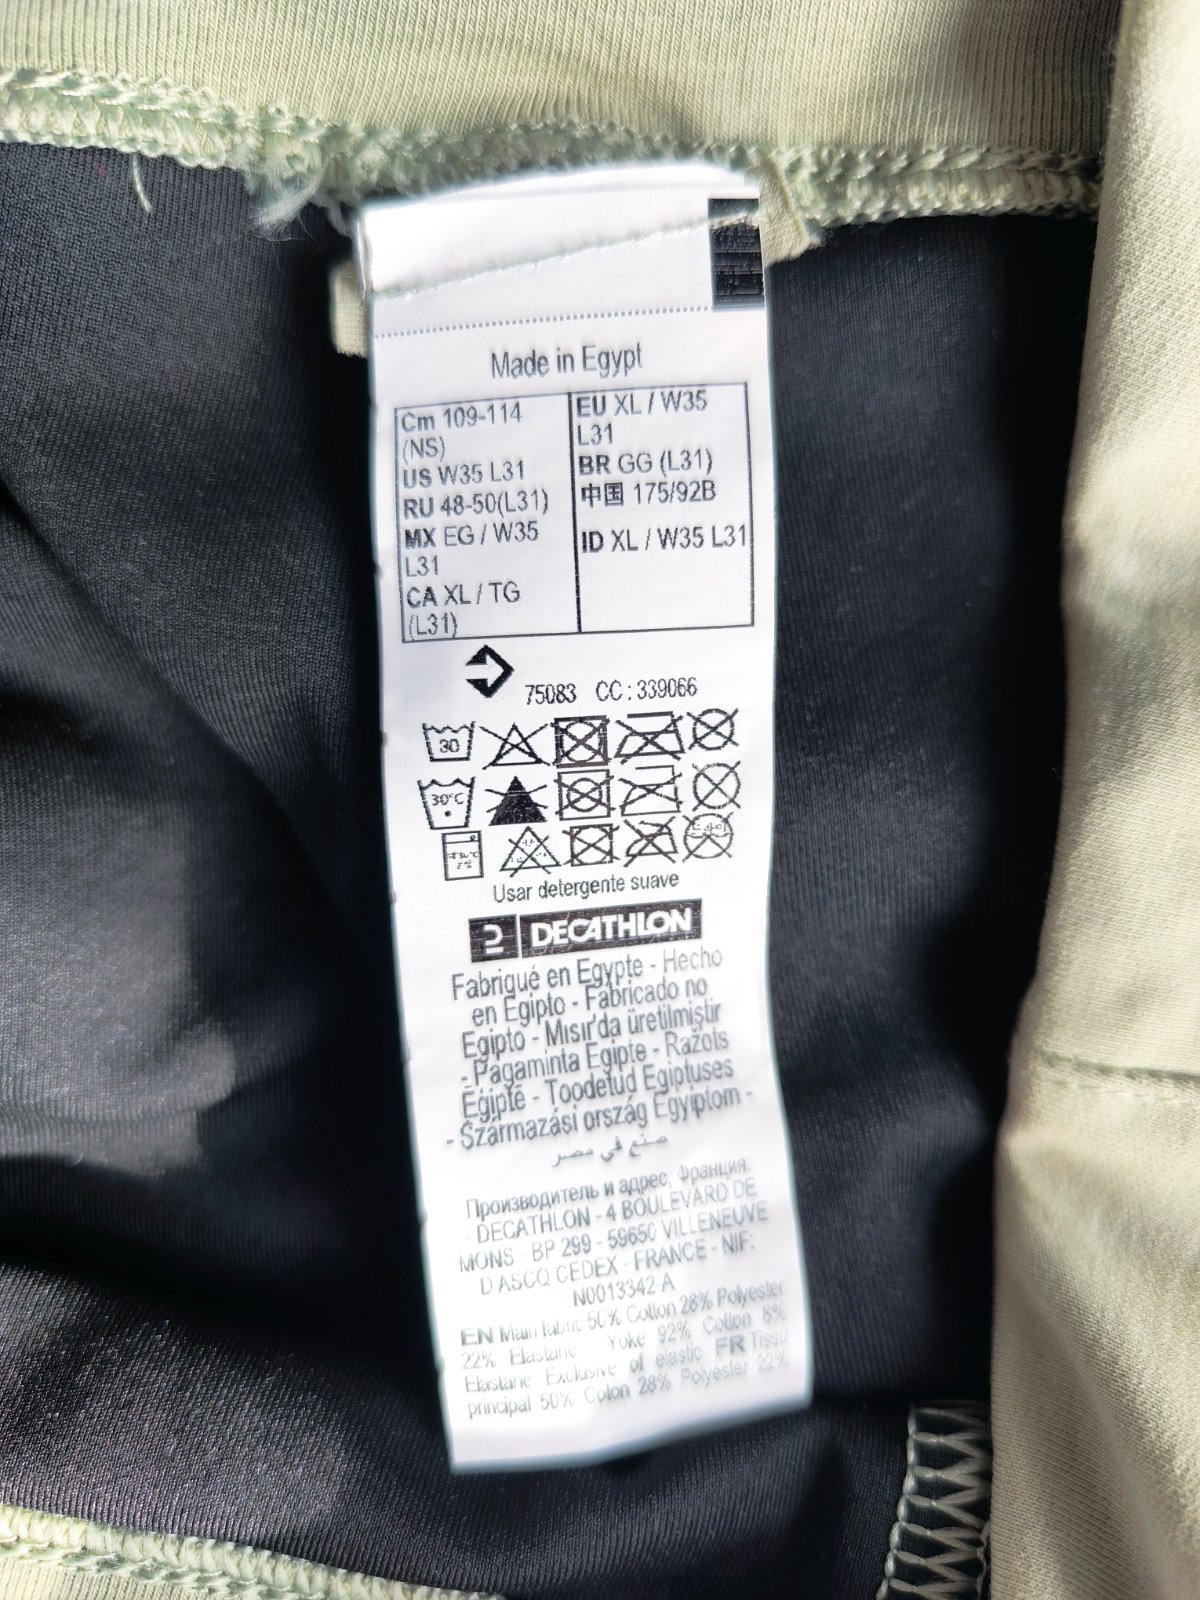 Made in Egypt
Cm 109-114
(NS)
US W35 L31
RU 48-50(L31)
MX EG / W35
L31
CA XL / TG
(L31)
EU XL / W35
L31
BR GG (L31)
中国 175/92B
ID XL / W35 L31
75083 CC : 339066
30
30°C
Usar detergente suave
DECATHLON
Fabriqué en Egypte - Hecho
en Egipto - Fabricado no
Egipto - Mısır'da üretilmiştir
- Pagaminta Egipte - Ražots
Ēģiptē - Toodetud Egiptuses
- Származási ország Egyiptom -
صنع في مصر
Производитель и адрес, Франция:
DECATHLON - 4 BOULEVARD DE
MONS - BP 299 - 59650 VILLENEUVE
D ASCQ CEDEX - FRANCE - NIF:
N0013342-A
EN Main fabric 50% Cotton 28% Polyester
22% Elastane Yoke 92% Cotton 8%
Elastane Exclusive of elastic FR Tissu
principal 50% Coton 28% Polyester 22%